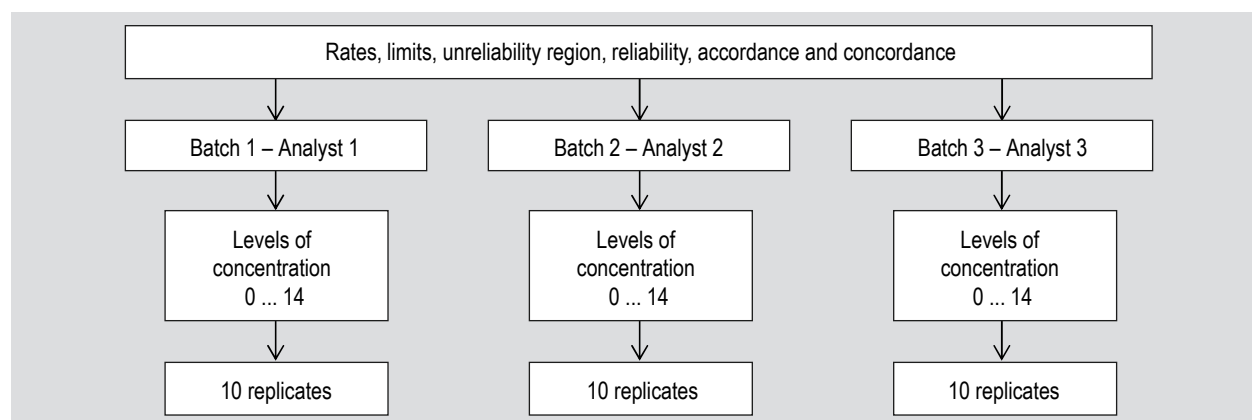 Rates, limits, unreliability region, reliability, accordance and concordance
Batch 1 – Analyst 1
Batch 2 – Analyst 2
Batch 3 – Analyst 3
Levels of
concentration
0 ... 14
Levels of
concentration
0 ... 14
Levels of
concentration
0 ... 14
10 replicates
10 replicates
10 replicates